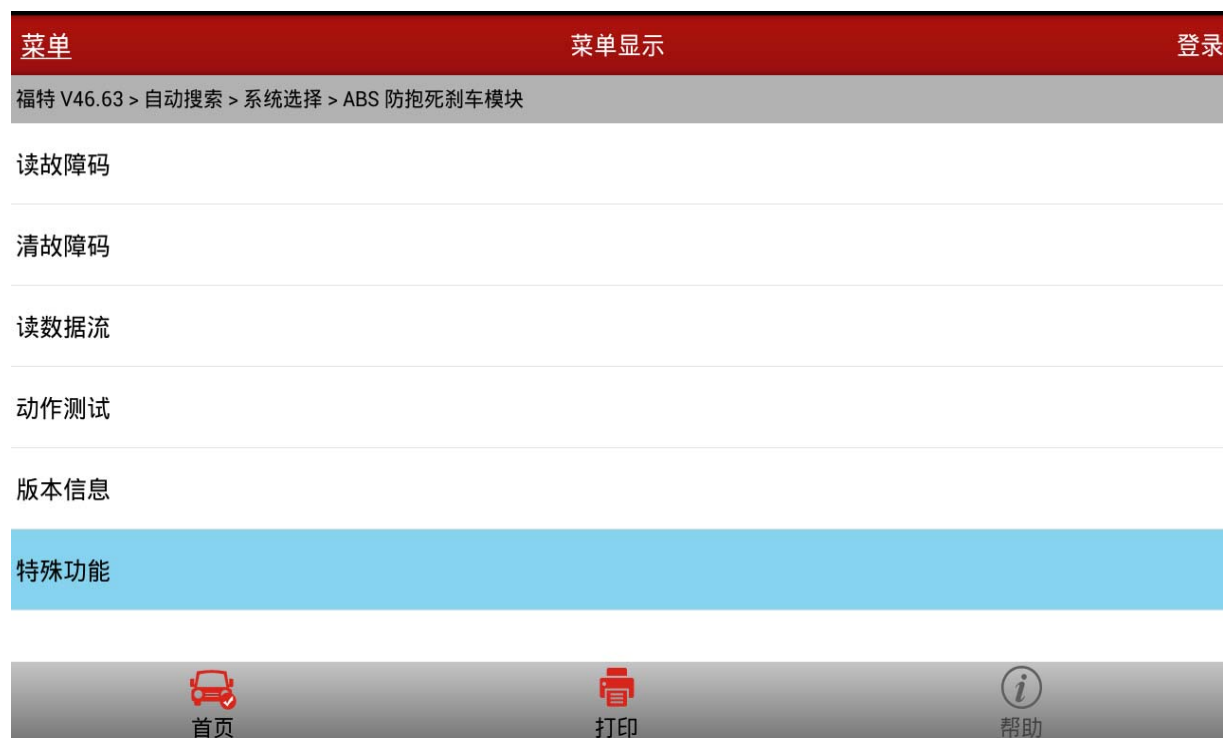 菜单 菜单显示 登录
福特 V46.63 > 自动搜索 > 系统选择 > ABS 防抱死刹车模块
读故障码
清故障码
读数据流
动作测试
版本信息
特殊功能
首页 打印 帮助